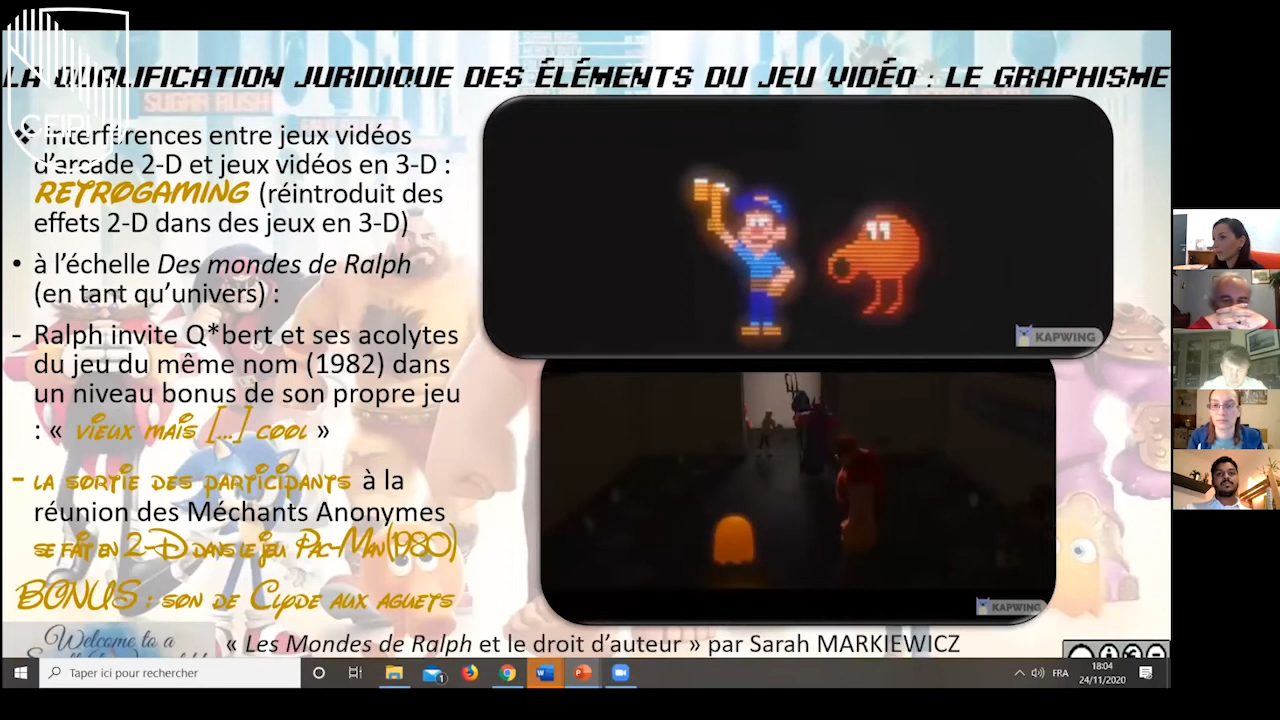 LA QUALIFICATION JURIDIQUE DES ÉLÉMENTS DU JEU VIDÉO : LE GRAPHISME
CEIPI
SUGAR RUSH
❖ Interférences entre jeux vidéos
d'arcade 2-D et jeux vidéos en 3-D :
RETROGAMING (réintroduit des
effets 2-D dans des jeux en 3-D)
• à l'échelle Des mondes de Ralph
(en tant qu'univers) :
- Ralph invite Q*bert et ses acolytes
du jeu du même nom (1982) dans
un niveau bonus de son propre jeu
: « vieux mais [...] cool »
- la sortie des participants à la
réunion des Méchants Anonymes
se fait en 2-D dans le jeu Pac-Man (1980)
BONUS : son de Clyde aux aguets
KAPWING
KAPWING
Welcome to a
« Les Mondes de Ralph et le droit d'auteur » par Sarah MARKIEWICZ
Taper ici pour rechercher
1
FRA
18:04
24/11/2020